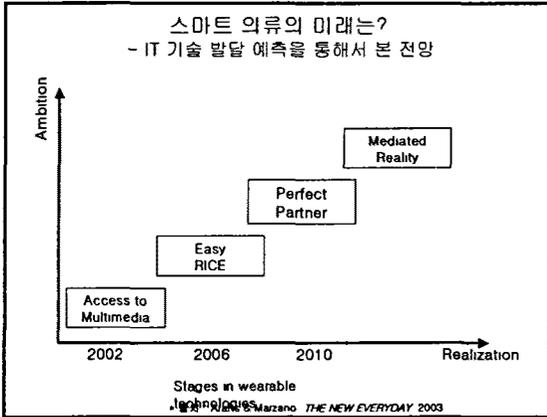 스마트 의류의 미래는?
- IT 기술 발달 예측을 통해서 본 전망
Ambition
Mediated
Reality
Perfect
Partner
Easy
RICE
Access to
Multimedia
2002 2006 2010 Realization
Stages in wearable
technologies
& Marzano THE NEW EVERYDAY 2003